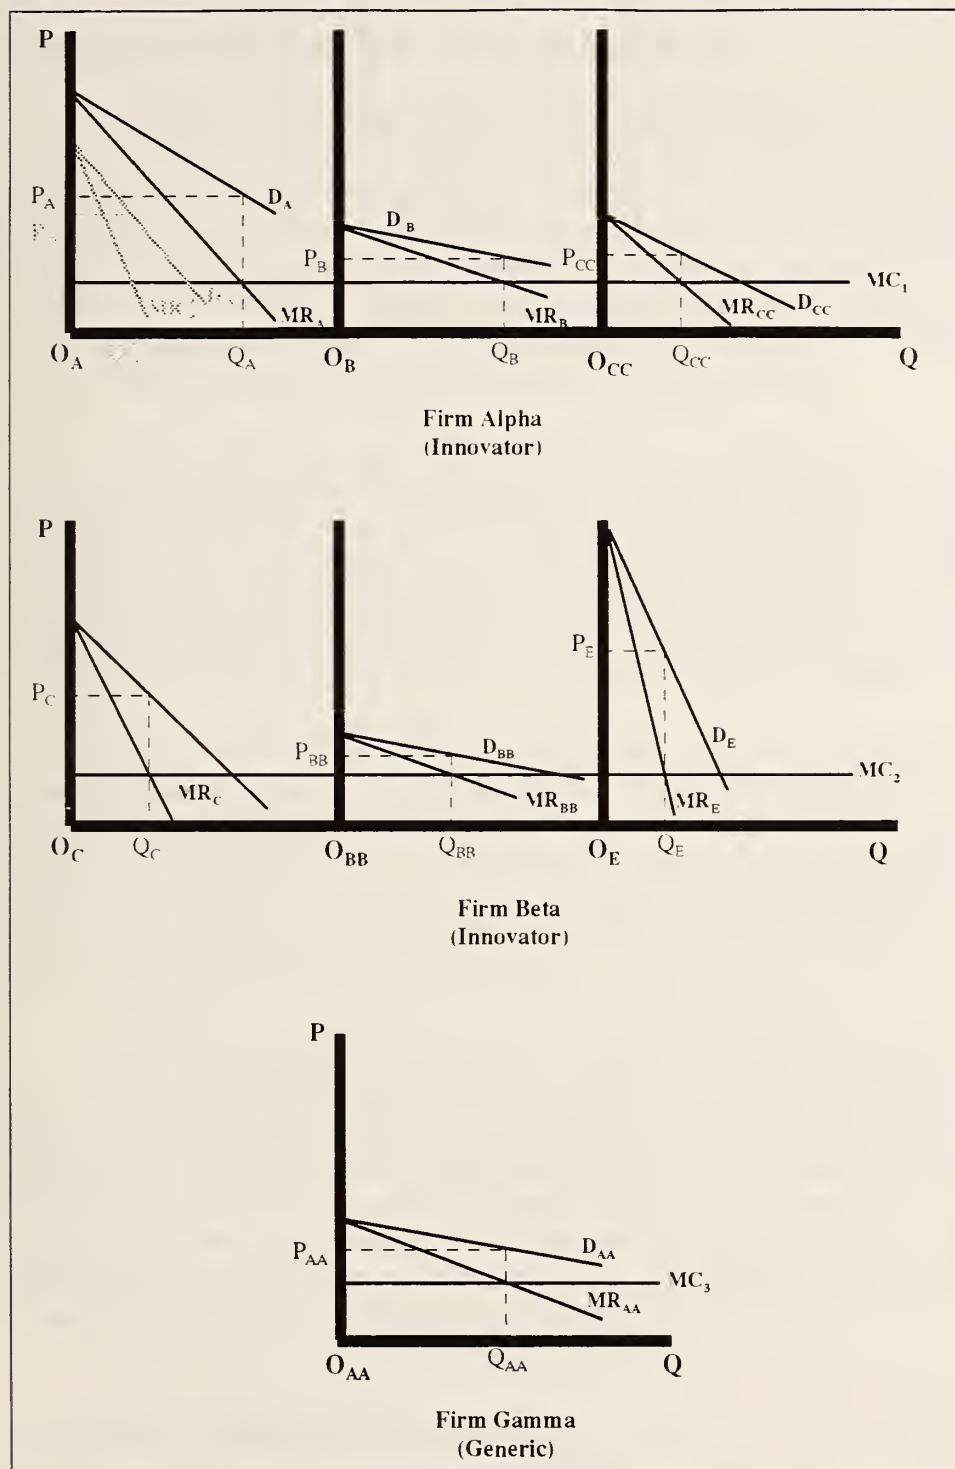 P
D_A
P_A
D_B
P_B
P_CC
MC_1
MR_A
MR_B
MR_CC
D_CC
O_A
Q_A
O_B
Q_B
O_CC
Q_CC
Q
Firm Alpha
(Innovator)
P
P_C
P_BB
D_BB
P_E
D_E
MC_2
MR_C
MR_BB
MR_E
O_C
Q_C
O_BB
Q_BB
O_E
Q_E
Q
Firm Beta
(Innovator)
P
P_AA
D_AA
MC_3
MR_AA
O_AA
Q_AA
Q
Firm Gamma
(Generic)